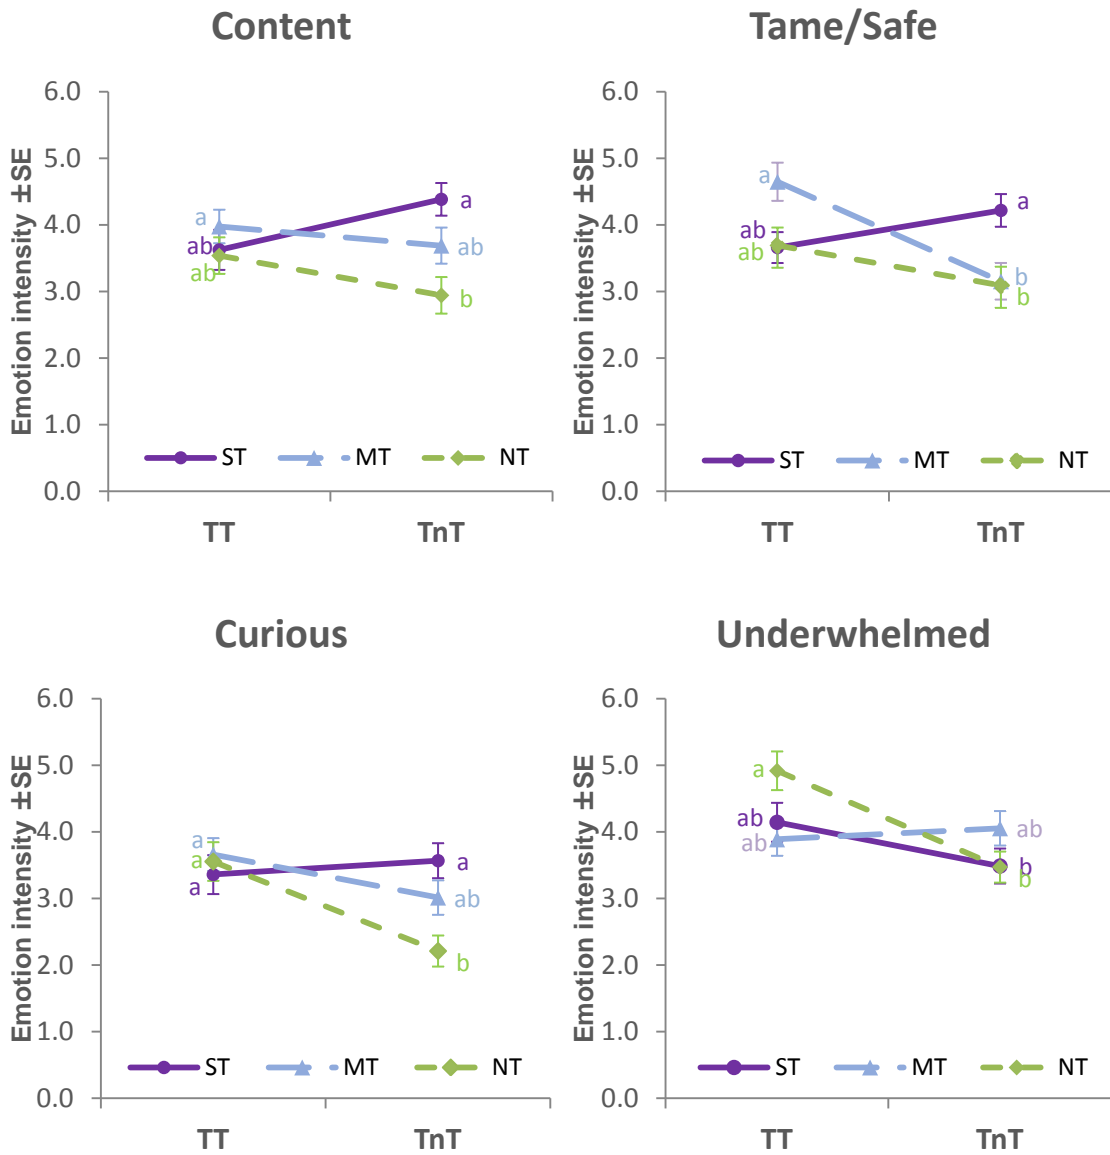 Content
Emotion intensity ±SE
6.0
5.0
4.0
3.0
2.0
1.0
0.0
a
ab
ab
a
ab
b
ST MT NT
TT TnT
Tame/Safe
Emotion intensity ±SE
6.0
5.0
4.0
3.0
2.0
1.0
0.0
a
ab
ab
a
b
b
ST MT NT
TT TnT
Curious
Emotion intensity ±SE
6.0
5.0
4.0
3.0
2.0
1.0
0.0
a
a
a
a
ab
b
ST MT NT
TT TnT
Underwhelmed
Emotion intensity ±SE
6.0
5.0
4.0
3.0
2.0
1.0
0.0
a
ab
ab
ab
b
b
ST MT NT
TT TnT